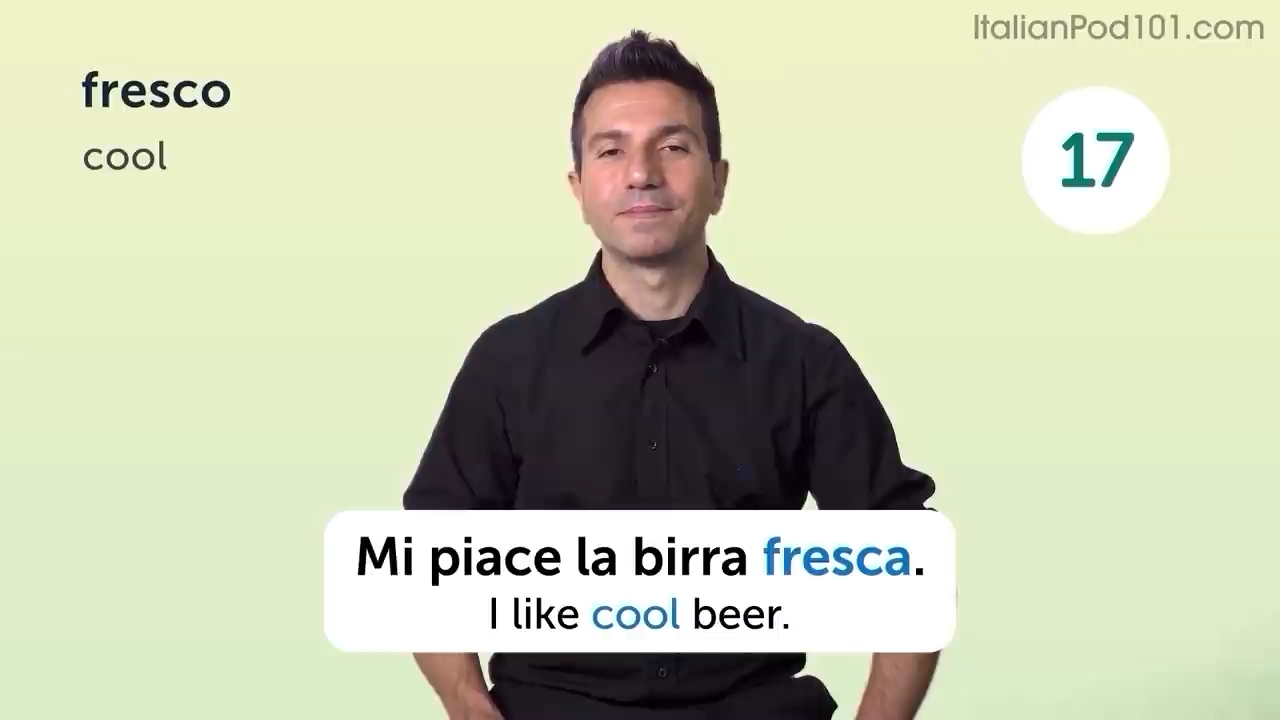 ItalianPod101.com
fresco
cool
17
Mi piace la birra fresca.
I like cool beer.